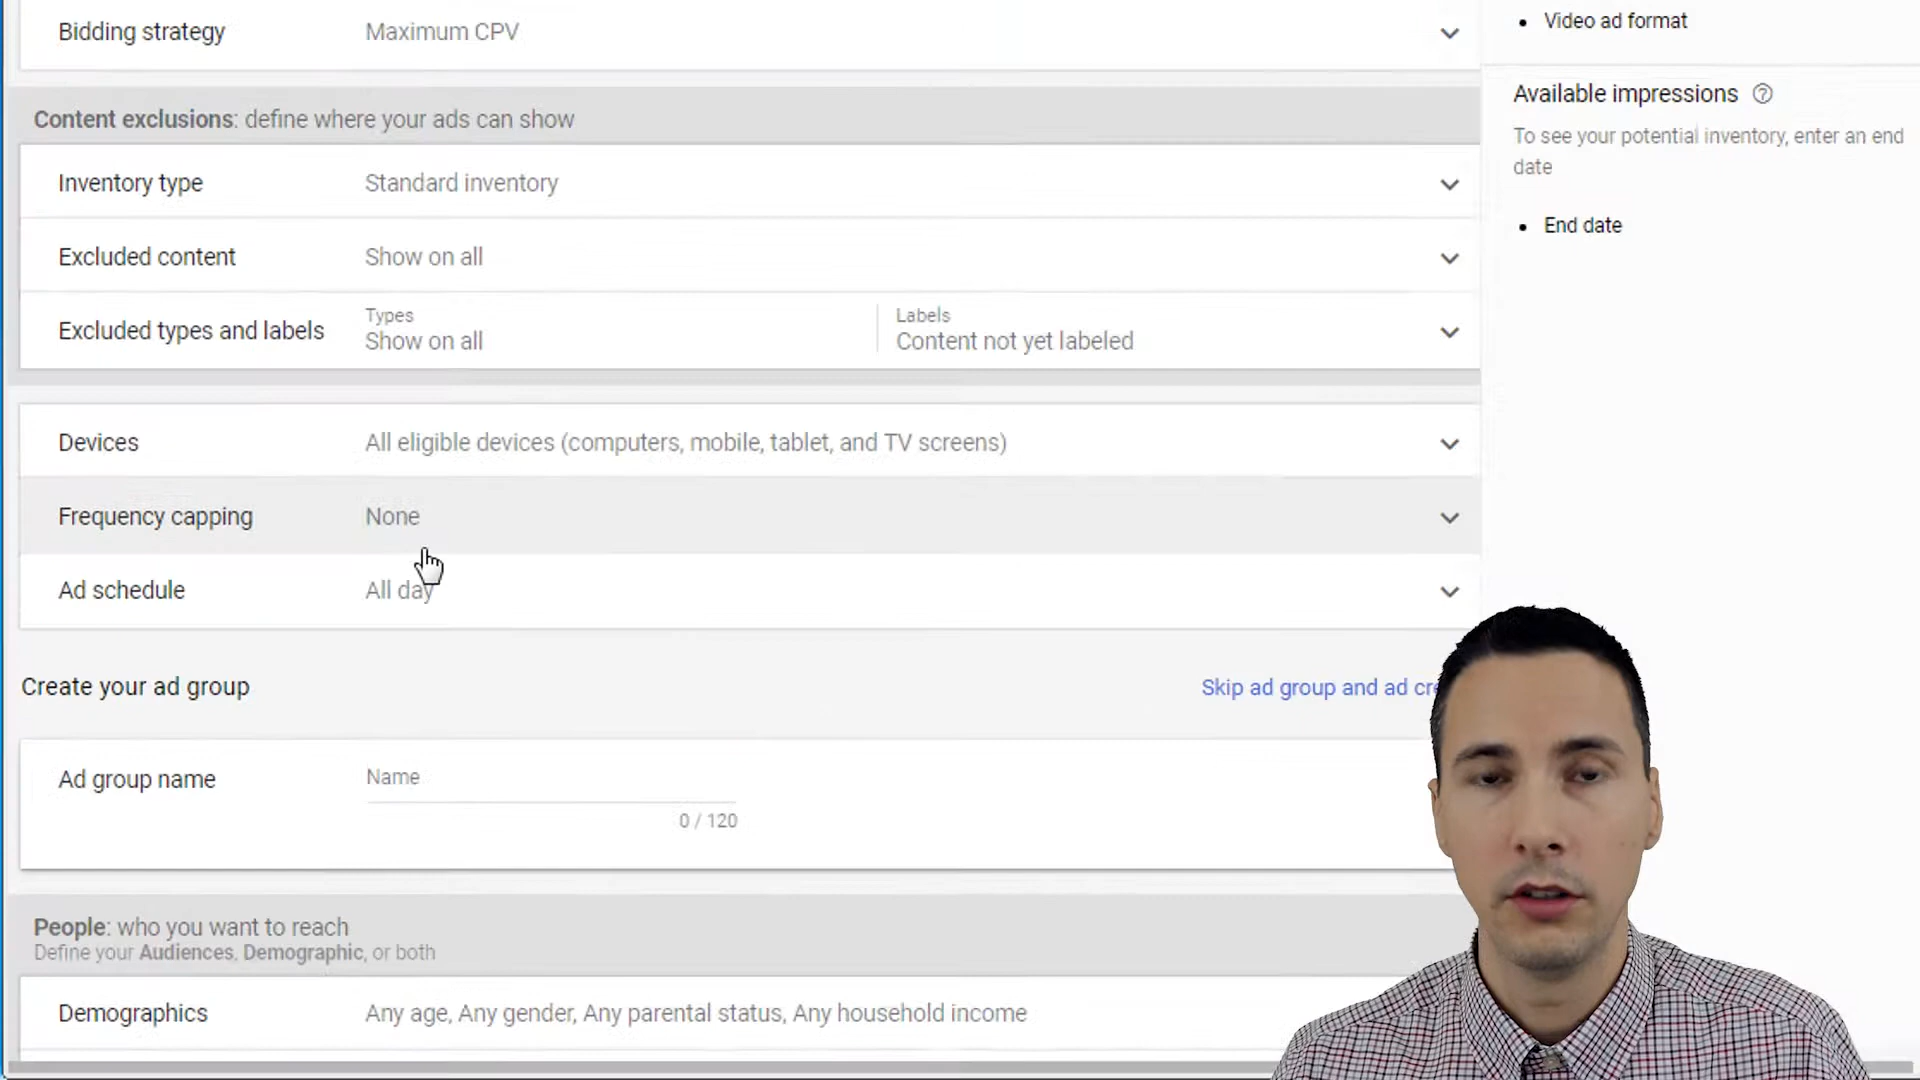 Bidding strategy Maximum CPV
Content exclusions: define where your ads can show
Inventory type Standard inventory
Excluded content Show on all
Excluded types and labels
Types
Show on all
Labels
Content not yet labeled
Devices All eligible devices (computers, mobile, tablet, and TV screens)
Frequency capping None
Ad schedule All day
Create your ad group
Skip ad group and ad
Ad group name Name
0 / 120
People: who you want to reach
Define your Audiences, Demographic, or both
Demographics Any age, Any gender, Any parental status, Any household income
• Video ad format
Available impressions ?
To see your potential inventory, enter an end
date
• End date